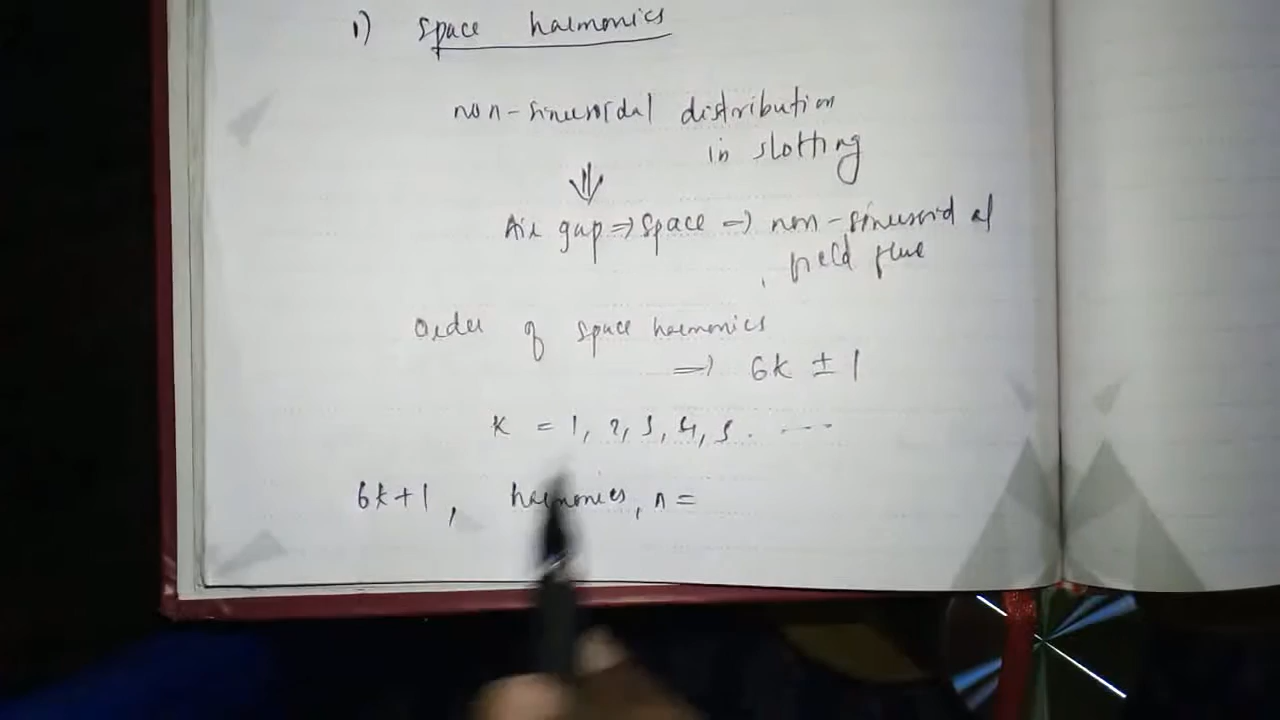 1) space harmonics
non-sinusoidal distribution
in slotting
⇓
Air gap ⇒ space ⇒ non-sinusoidal
field flux
order of space harmonics
⇒ 6k ± 1
k = 1, 2, 3, 4, 5 . ....
6k+1 , harmonics, n =